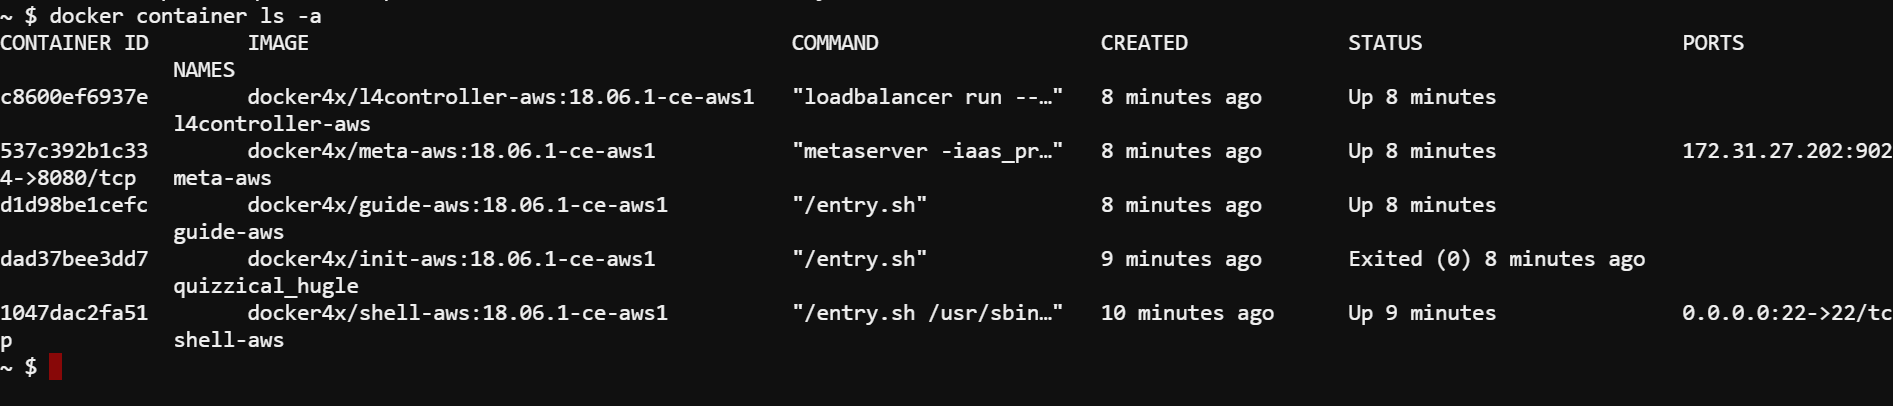 ~ $ docker container ls -a
CONTAINER ID        IMAGE                                       COMMAND                  CREATED             STATUS                     PORTS
              NAMES
c8600ef6937e        docker4x/l4controller-aws:18.06.1-ce-aws1   "loadbalancer run --…"   8 minutes ago       Up 8 minutes
              l4controller-aws
537c392b1c33        docker4x/meta-aws:18.06.1-ce-aws1           "metaserver -iaas_pr…"   8 minutes ago       Up 8 minutes               172.31.27.202:902
4->8080/tcp   meta-aws
d1d98be1cefc        docker4x/guide-aws:18.06.1-ce-aws1          "/entry.sh"              8 minutes ago       Up 8 minutes
              guide-aws
dad37bee3dd7        docker4x/init-aws:18.06.1-ce-aws1           "/entry.sh"              9 minutes ago       Exited (0) 8 minutes ago
              quizzical_hugle
1047dac2fa51        docker4x/shell-aws:18.06.1-ce-aws1          "/entry.sh /usr/sbin…"   10 minutes ago      Up 9 minutes               0.0.0.0:22->22/tc
p             shell-aws
~ $